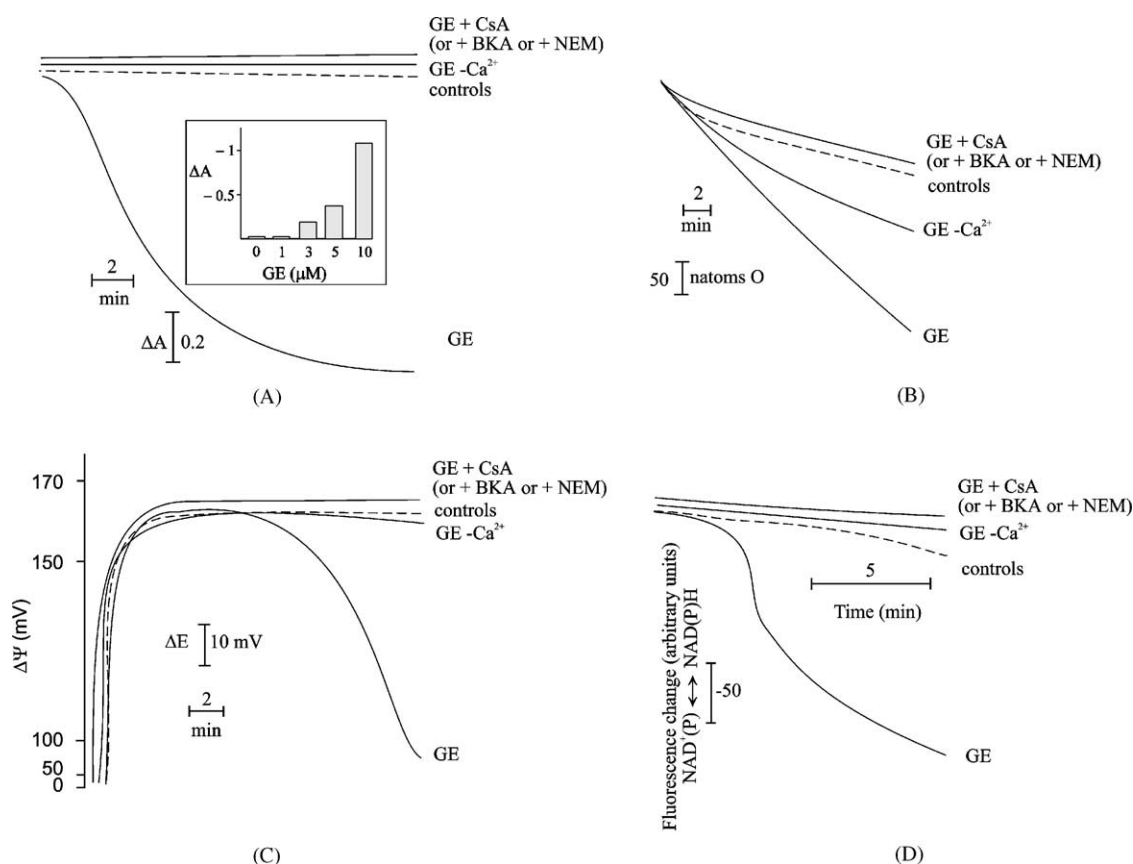 GE + CsA
(or + BKA or + NEM)
GE -Ca²⁺
controls
− 1
ΔA
− 0.5
0 1 3 5 10
GE (µM)
2
min
ΔA 0.2
GE
(A)
GE + CsA
(or + BKA or + NEM)
controls
2
min
GE -Ca²⁺
50 natoms O
GE
(B)
170
150
100
50
0
ΔΨ (mV)
GE + CsA
(or + BKA or + NEM)
controls
GE -Ca²⁺
ΔE 10 mV
2
min
GE
(C)
GE + CsA
(or + BKA or + NEM)
GE -Ca²⁺
controls
5
Time (min)
Fluorescence change (arbitrary units)
NAD⁺(P) ⟷ NAD(P)H
-50
GE
(D)